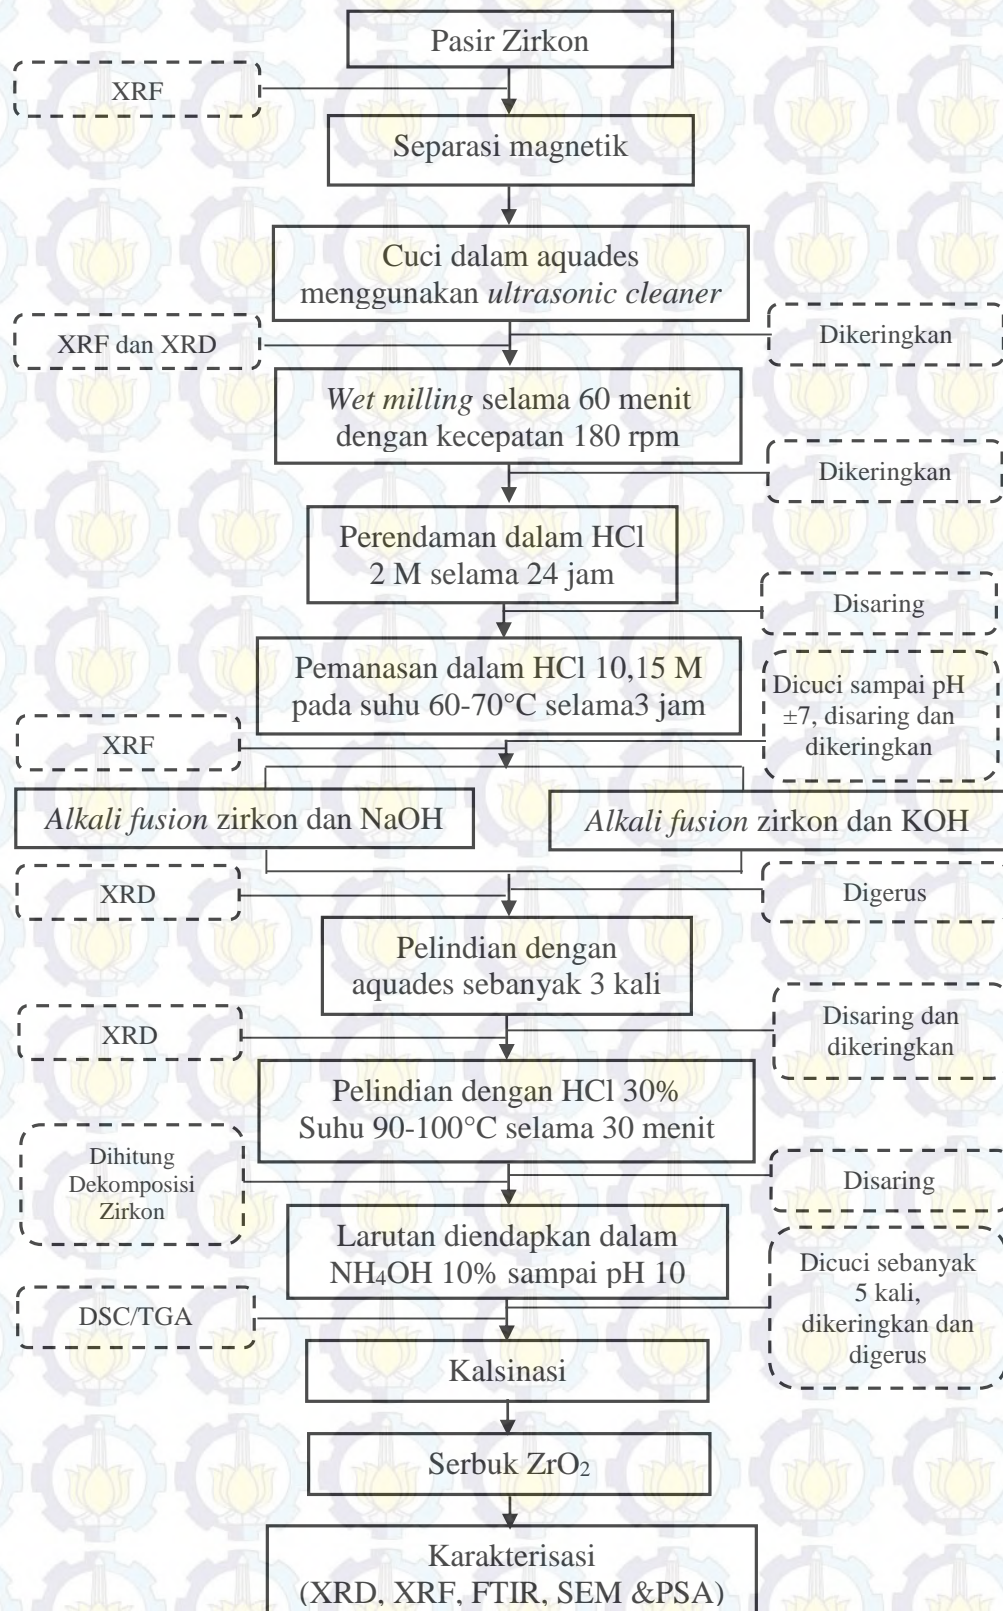 Pasir Zirkon
XRF
Separasi magnetik
Cuci dalam aquades
menggunakan ultrasonic cleaner
XRF dan XRD
Dikeringkan
Wet milling selama 60 menit
dengan kecepatan 180 rpm
Dikeringkan
Perendaman dalam HCl
2 M selama 24 jam
Disaring
Pemanasan dalam HCl 10,15 M
pada suhu 60-70°C selama3 jam
Dicuci sampai pH
±7, disaring dan
dikeringkan
XRF
Alkali fusion zirkon dan NaOH
Alkali fusion zirkon dan KOH
XRD
Digerus
Pelindian dengan
aquades sebanyak 3 kali
XRD
Disaring dan
dikeringkan
Pelindian dengan HCl 30%
Suhu 90-100°C selama 30 menit
Dihitung
Dekomposisi
Zirkon
Disaring
Larutan diendapkan dalam
NH₄OH 10% sampai pH 10
Dicuci sebanyak
5 kali,
dikeringkan dan
digerus
DSC/TGA
Kalsinasi
Serbuk ZrO₂
Karakterisasi
(XRD, XRF, FTIR, SEM &PSA)